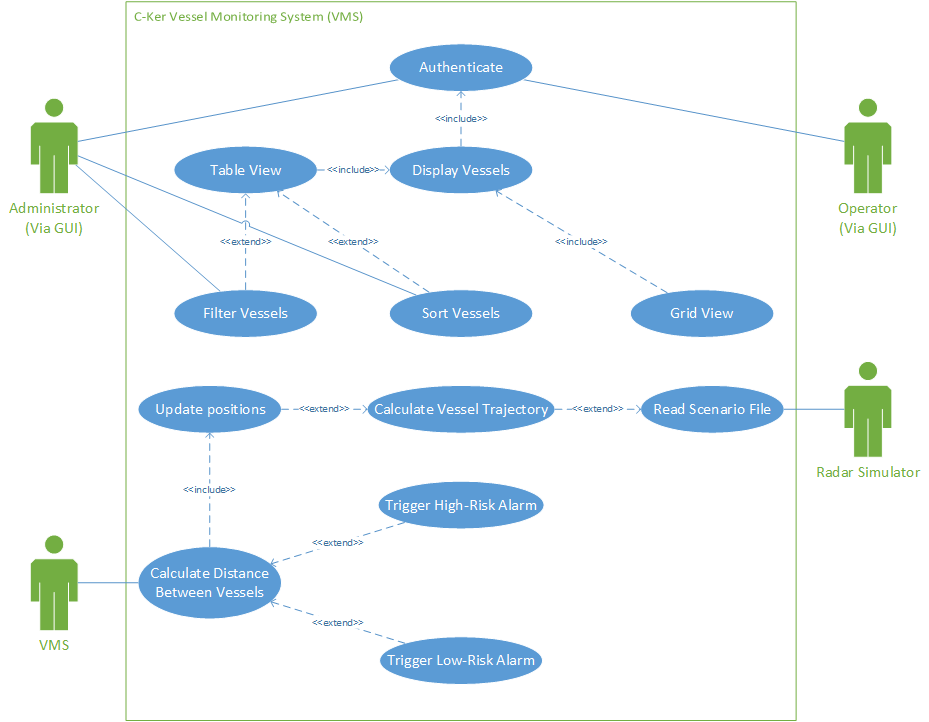 C-Ker Vessel Monitoring System (VMS)
Authenticate
<<include>>
Administrator
(Via GUI)
Operator
(Via GUI)
Table View
<<include>>
Display Vessels
<<extend>>
<<extend>>
<<include>>
Filter Vessels
Sort Vessels
Grid View
Update positions
<<extend>>
Calculate Vessel Trajectory
<<extend>>
Read Scenario File
Radar Simulator
<<include>>
Trigger High-Risk Alarm
<<extend>>
Calculate Distance
Between Vessels
VMS
<<extend>>
Trigger Low-Risk Alarm